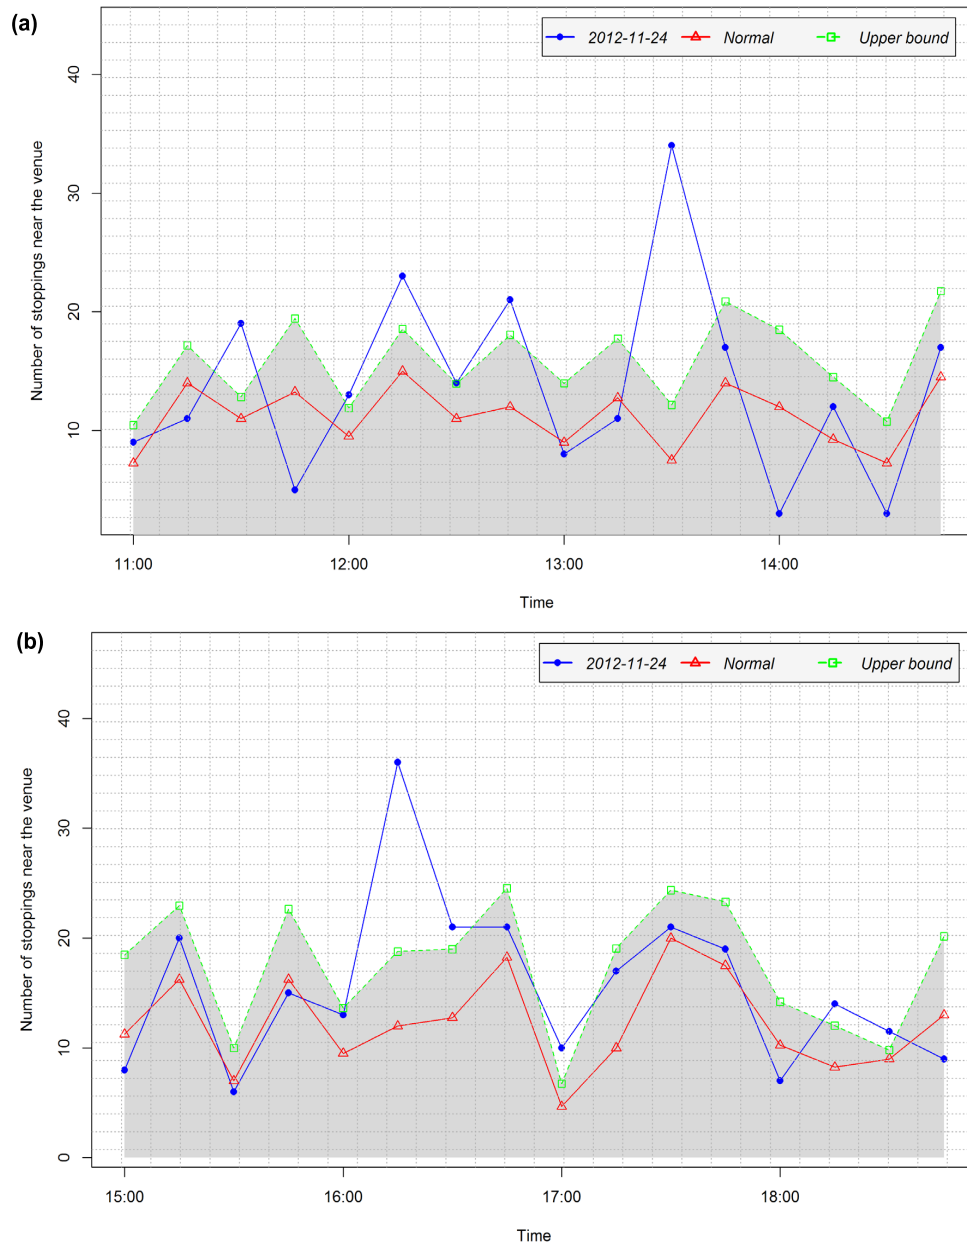 (a)
2012-11-24 Normal Upper bound
Number of stoppings near the venue
40
30
20
10
11:00 12:00 13:00 14:00
Time
(b)
2012-11-24 Normal Upper bound
Number of stoppings near the venue
40
30
20
10
0
15:00 16:00 17:00 18:00
Time